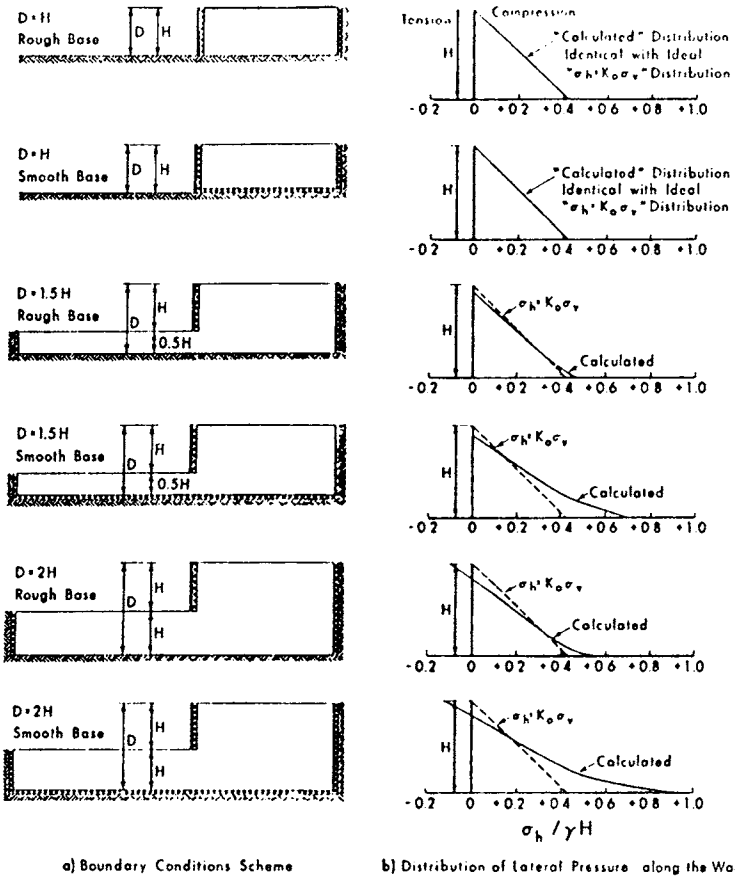 D=H
Rough Base
D
H
Tension
Compression
H
"Calculated" Distribution
Identical with Ideal
"σh=Koσv" Distribution
-0.2 0 +0.2 +0.4 +0.6 +0.8 +1.0
D=H
Smooth Base
D
H
H
"Calculated" Distribution
Identical with Ideal
"σh=Koσv" Distribution
-0.2 0 +0.2 +0.4 +0.6 +0.8 +1.0
D=1.5H
Rough Base
D
H
0.5H
H
σh=Koσv
Calculated
-0.2 0 +0.2 +0.4 +0.6 +0.8 +1.0
D=1.5H
Smooth Base
D
H
0.5H
H
σh=Koσv
Calculated
-0.2 0 +0.2 +0.4 +0.6 +0.8 +1.0
D=2H
Rough Base
D
H
H
H
σh=Koσv
Calculated
-0.2 0 +0.2 +0.4 +0.6 +0.8 +1.0
D=2H
Smooth Base
D
H
H
H
σh=Koσv
Calculated
-0.2 0 +0.2 +0.4 +0.6 +0.8 +1.0
σh / γH
a) Boundary Conditions Scheme
b) Distribution of Lateral Pressure along the Wa